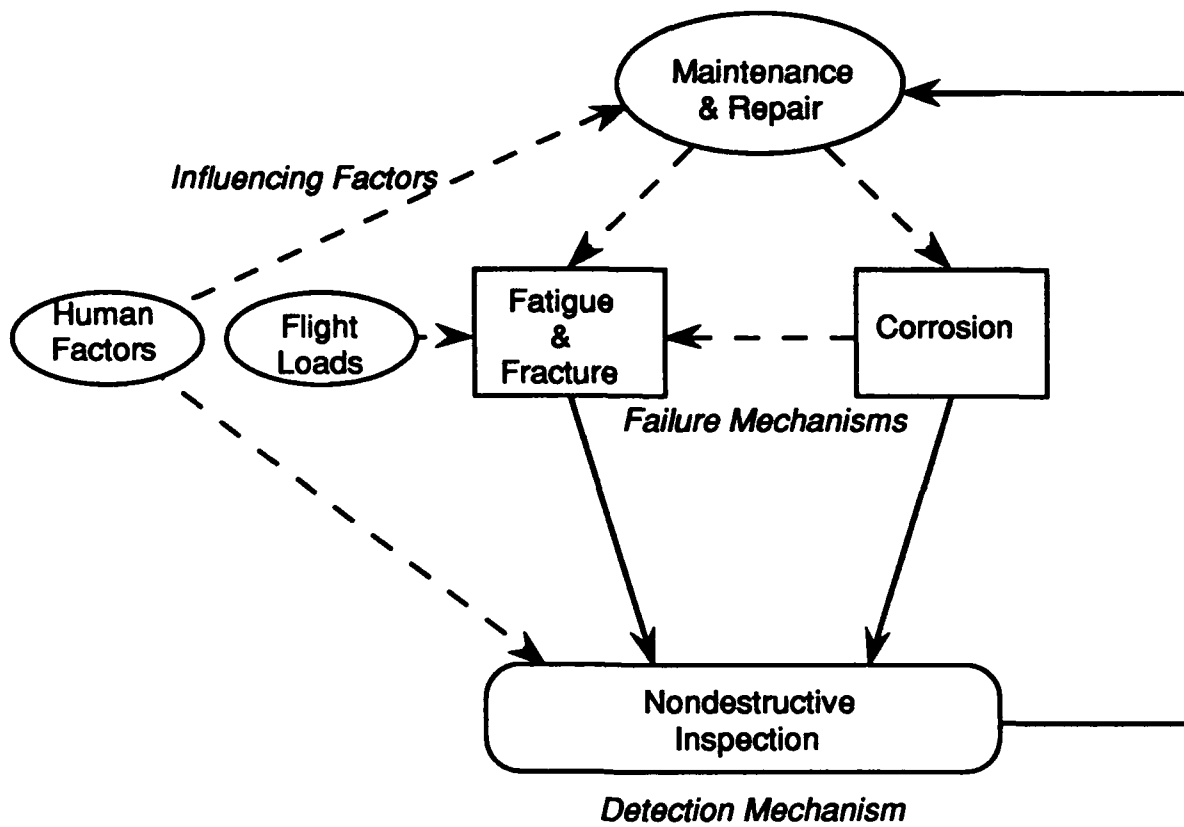 Maintenance
& Repair
Influencing Factors
Human
Factors
Flight
Loads
Fatigue
&
Fracture
Corrosion
Failure Mechanisms
Nondestructive
Inspection
Detection Mechanism